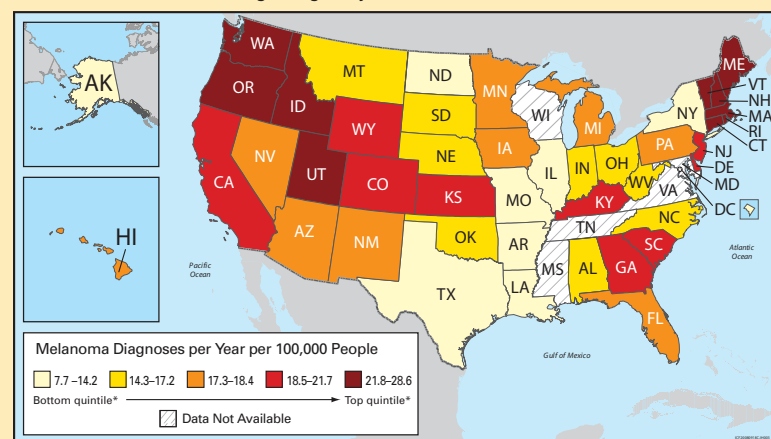 AK
HI
WA
OR
ID
MT
ND
MN
WI
MI
ME
VT
NH
MA
RI
CT
NY
NJ
DE
MD
DC
PA
SD
WY
NE
IA
NV
UT
CO
KS
CA
AZ
NM
OK
TX
MO
IL
IN
OH
WV
VA
KY
TN
NC
SC
GA
AL
MS
AR
LA
FL
Pacific
Ocean
Atlantic
Ocean
Gulf of Mexico
Melanoma Diagnoses per Year per 100,000 People
7.7–14.2 14.3–17.2 17.3–18.4 18.5–21.7 21.8–28.6
Bottom quintile* Top quintile*
Data Not Available